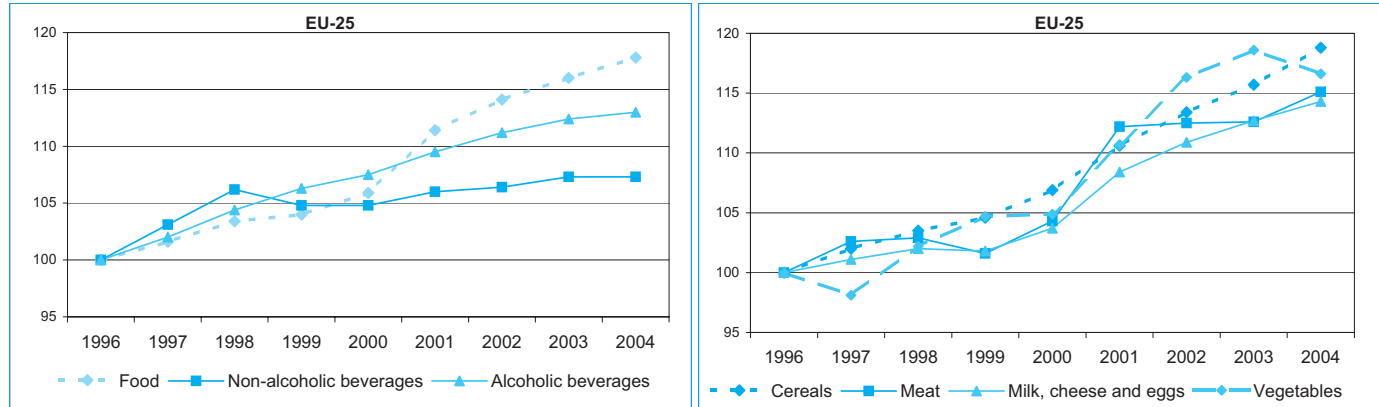 EU-25
120
115
110
105
100
95
1996 1997 1998 1999 2000 2001 2002 2003 2004
Food Non-alcoholic beverages Alcoholic beverages
EU-25
120
115
110
105
100
95
1996 1997 1998 1999 2000 2001 2002 2003 2004
Cereals Meat Milk, cheese and eggs Vegetables